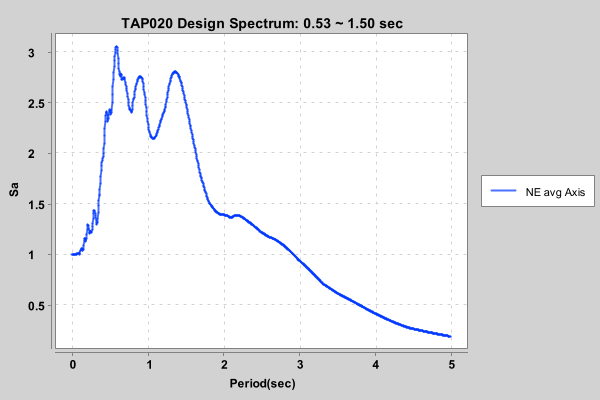 TAP020 Design Spectrum: 0.53 ~ 1.50 sec
3
2.5
2
1.5
1
0.5
Sa
NE avg Axis
0 1 2 3 4 5
Period(sec)